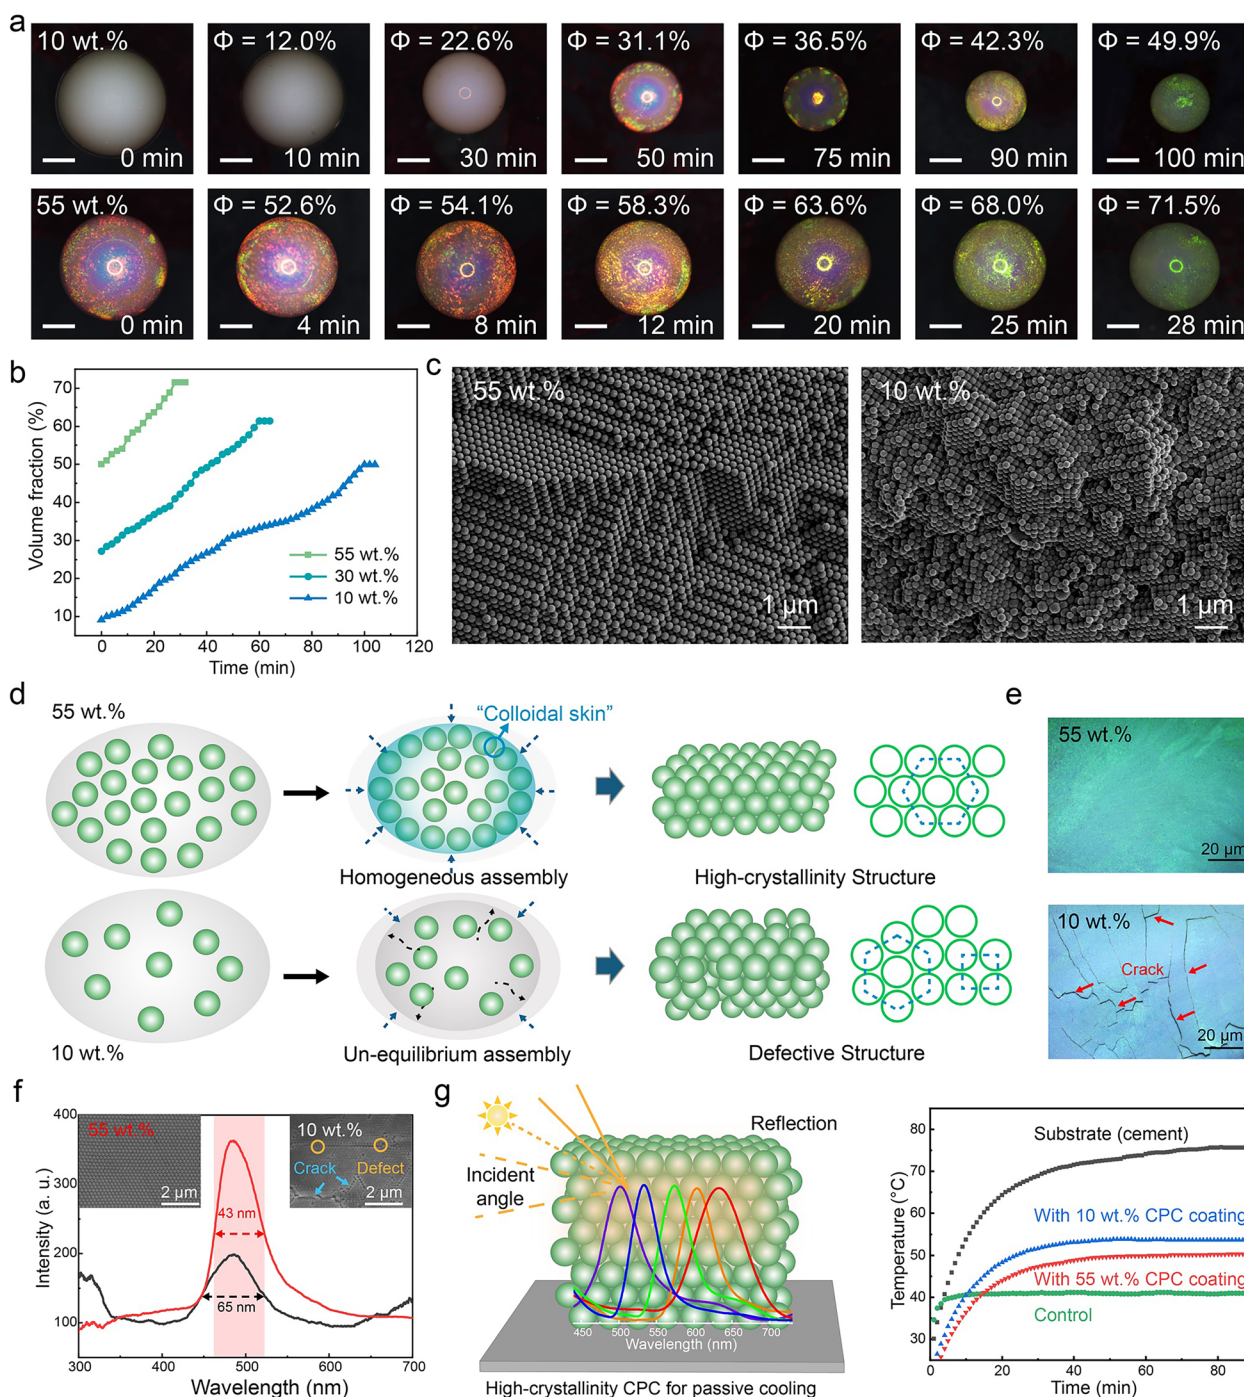 a
10 wt.%
0 min
Φ = 12.0%
10 min
Φ = 22.6%
30 min
Φ = 31.1%
50 min
Φ = 36.5%
75 min
Φ = 42.3%
90 min
Φ = 49.9%
100 min
55 wt.%
0 min
Φ = 52.6%
4 min
Φ = 54.1%
8 min
Φ = 58.3%
12 min
Φ = 63.6%
20 min
Φ = 68.0%
25 min
Φ = 71.5%
28 min
b
Volume fraction (%)
70
60
50
40
30
20
10
55 wt.%
30 wt.%
10 wt.%
0 20 40 60 80 100 120
Time (min)
c
55 wt.%
1 μm
10 wt.%
1 μm
d
55 wt.%
“Colloidal skin”
Homogeneous assembly
High-crystallinity Structure
10 wt.%
Un-equilibrium assembly
Defective Structure
e
55 wt.%
20 μm
10 wt.%
Crack
20 μm
f
Intensity (a. u.)
400
300
200
100
55 wt.%
2 μm
10 wt.%
Crack
Defect
2 μm
43 nm
65 nm
300 400 500 600 700
Wavelength (nm)
g
Reflection
Incident
angle
450 500 550 600 650 700
Wavelength (nm)
High-crystallinity CPC for passive cooling
Temperature (°C)
80
70
60
50
40
30
Substrate (cement)
With 10 wt.% CPC coating
With 55 wt.% CPC coating
Control
0 20 40 60 80
Time (min)